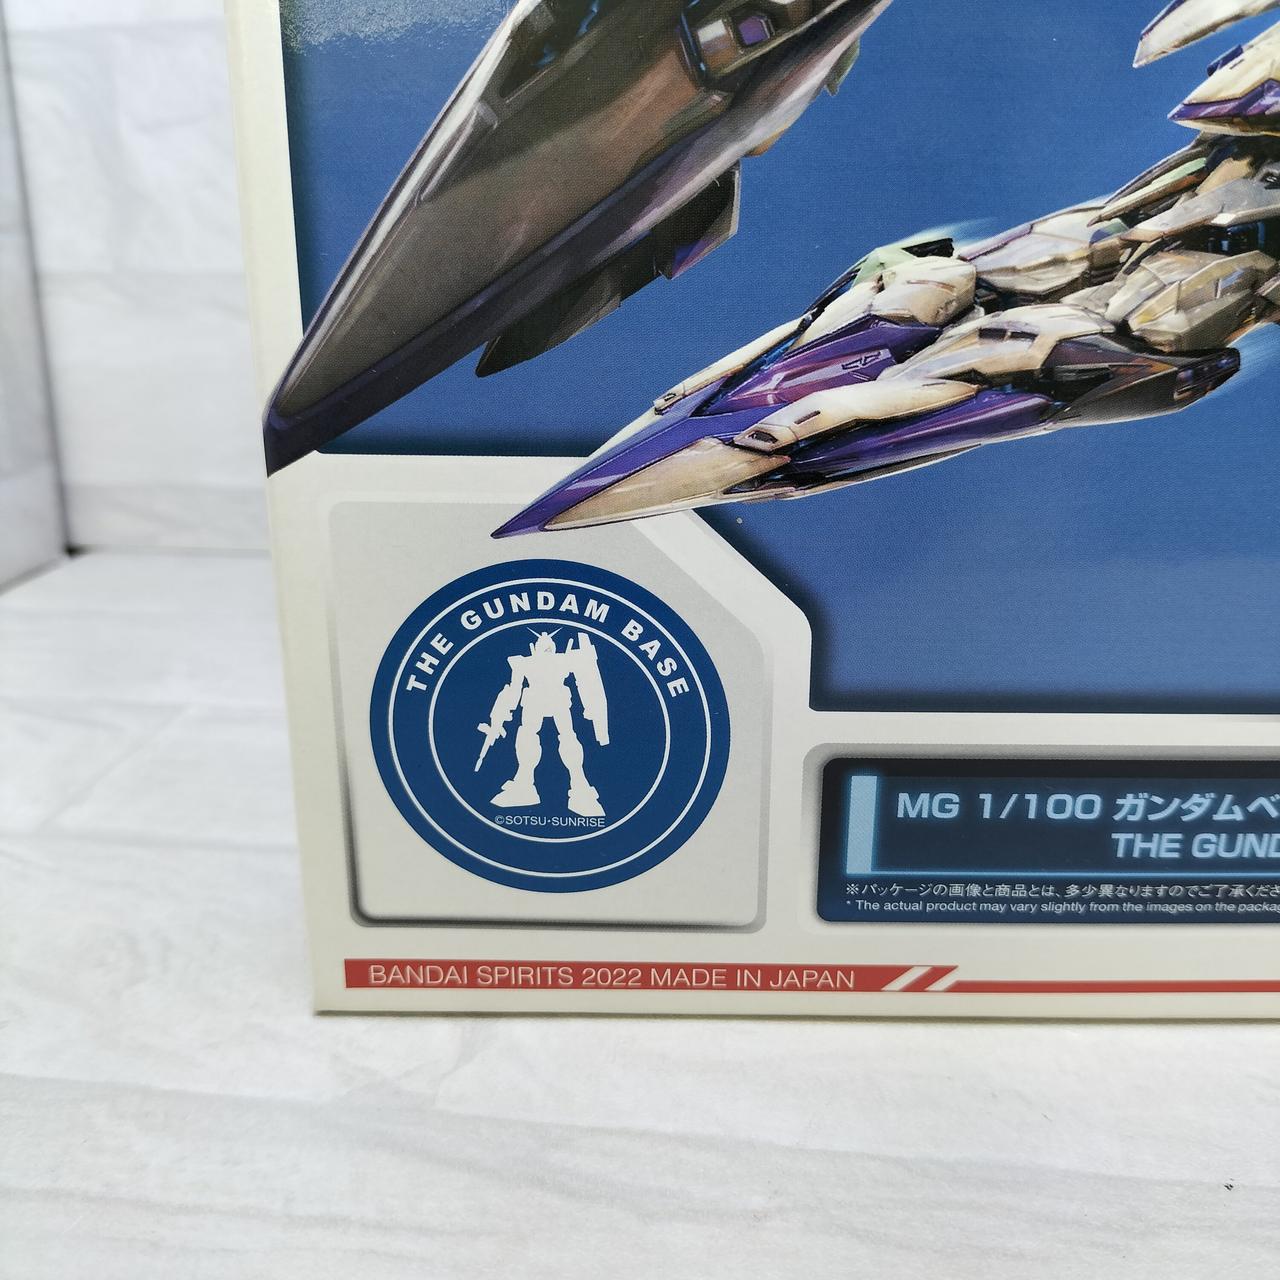 THE GUNDAM BASE
©SOTSU・SUNRISE
MG 1/100 ガンダムベ
THE GUND
※パッケージの画像と商品とは、多少異なりますのでご了承くださ
* The actual product may vary slightly from the images on the packag
BANDAI SPIRITS 2022 MADE IN JAPAN